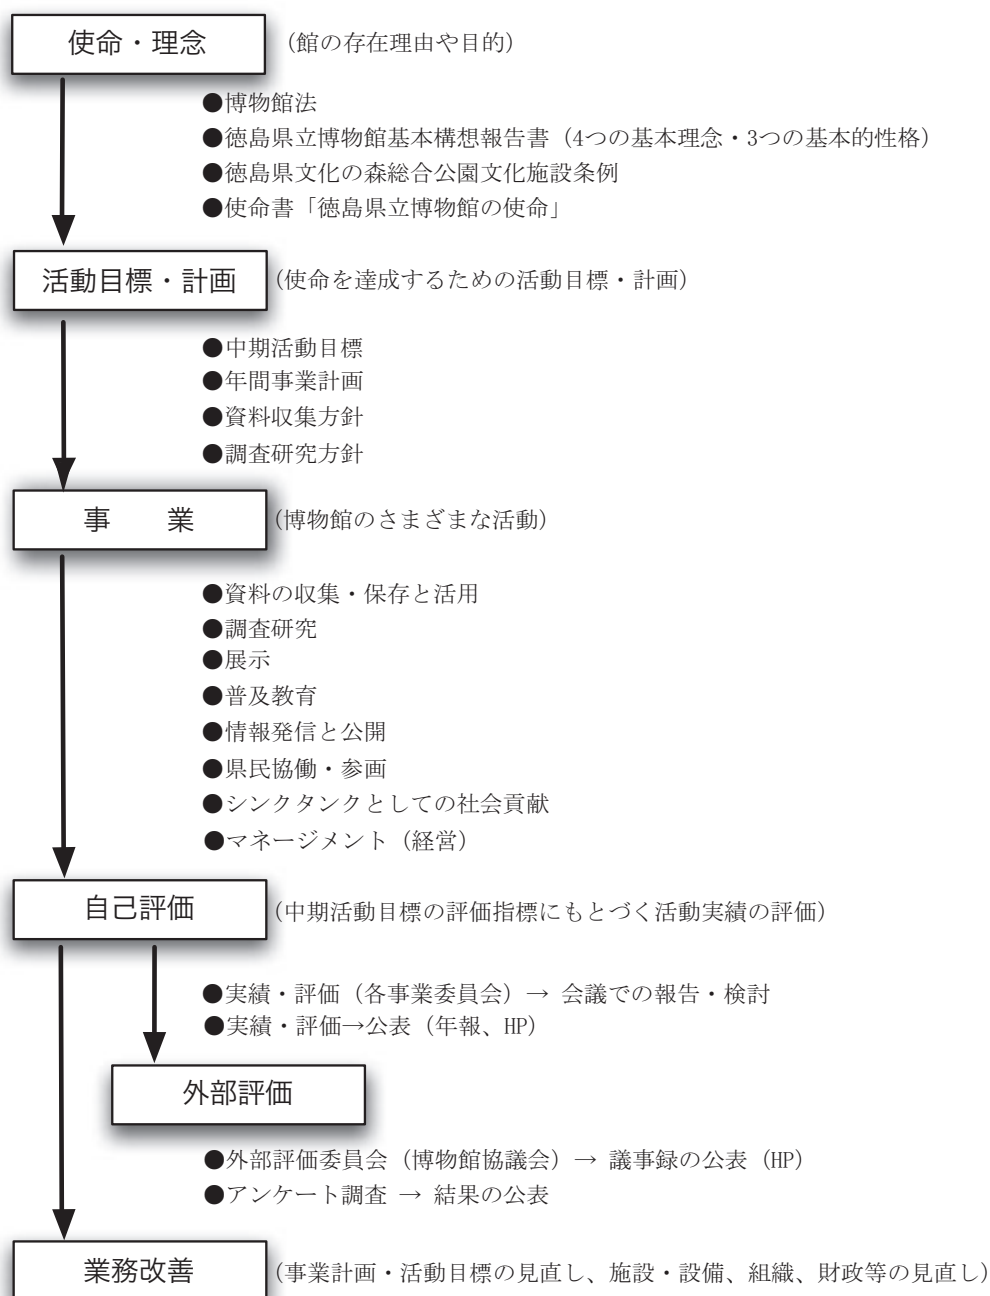 使命・理念 (館の存在理由や目的)
●博物館法
●徳島県立博物館基本構想報告書 (4つの基本理念・3つの基本的性格)
●徳島県文化の森総合公園文化施設条例
●使命書「徳島県立博物館の使命」
活動目標・計画 (使命を達成するための活動目標・計画)
●中期活動目標
●年間事業計画
●資料収集方針
●調査研究方針
事　業 (博物館のさまざまな活動)
●資料の収集・保存と活用
●調査研究
●展示
●普及教育
●情報発信と公開
●県民協働・参画
●シンクタンクとしての社会貢献
●マネージメント (経営)
自己評価 (中期活動目標の評価指標にもとづく活動実績の評価)
●実績・評価 (各事業委員会) → 会議での報告・検討
●実績・評価→公表 (年報、HP)
外部評価
●外部評価委員会 (博物館協議会) → 議事録の公表 (HP)
●アンケート調査 → 結果の公表
業務改善 (事業計画・活動目標の見直し、施設・設備、組織、財政等の見直し)